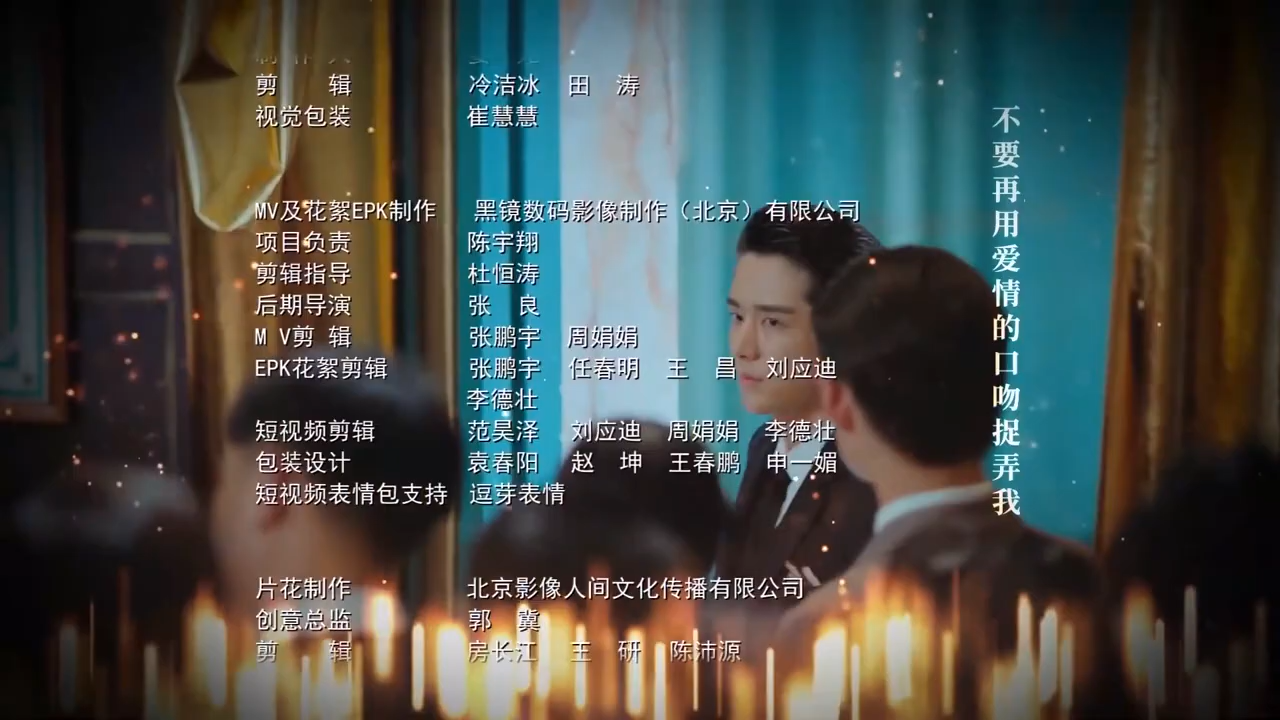 剪 辑 冷洁冰 田 涛
视觉包装 崔慧慧
MV及花絮EPK制作 黑镜数码影像制作（北京）有限公司
项目负责 陈宇翔
剪辑指导 杜恒涛
后期导演 张 良
M V剪 辑 张鹏宇 周娟娟
EPK花絮剪辑 张鹏宇 任春明 王 昌 刘应迪
李德壮
短视频剪辑 范昊泽 刘应迪 周娟娟 李德壮
包装设计 袁春阳 赵 坤 王春鹏 申一媚
短视频表情包支持 逗芽表情
片花制作 北京影像人间文化传播有限公司
创意总监 郭 冀
剪 辑 房长江 王 研 陈沛源
不要再用爱情的口吻捉弄我